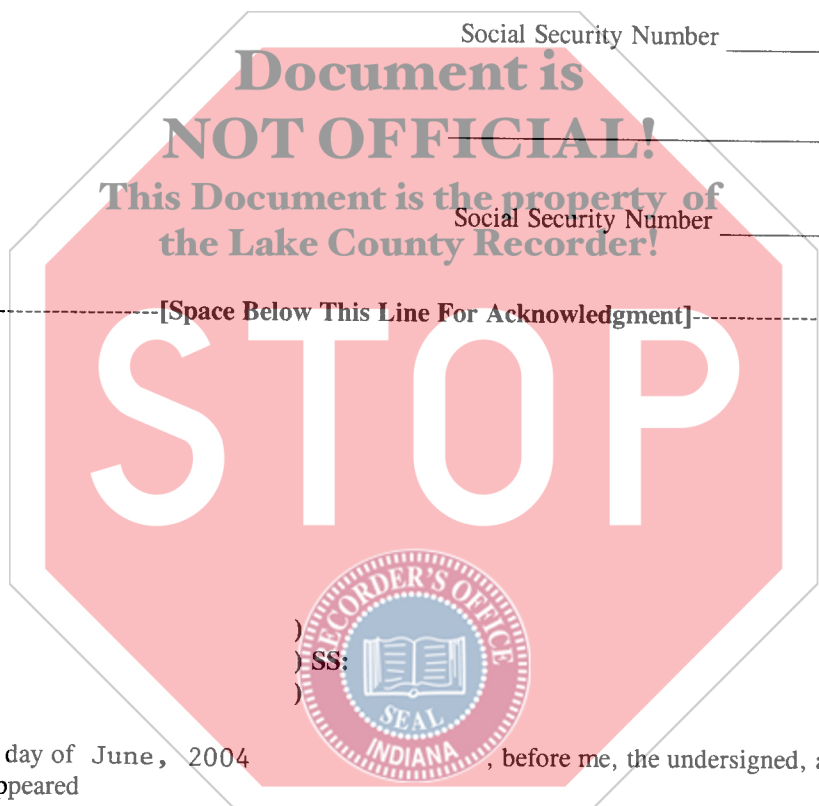 Social Security Number
Document is
NOT OFFICIAL!
This Document is the property of
the Lake County Recorder!
Social Security Number
[Space Below This Line For Acknowledgment]
STOP
)
) SS:
)
RECORDER'S OFFICE
SEAL
INDIANA
day of June, 2004 , before me, the undersigned, a
ppeared